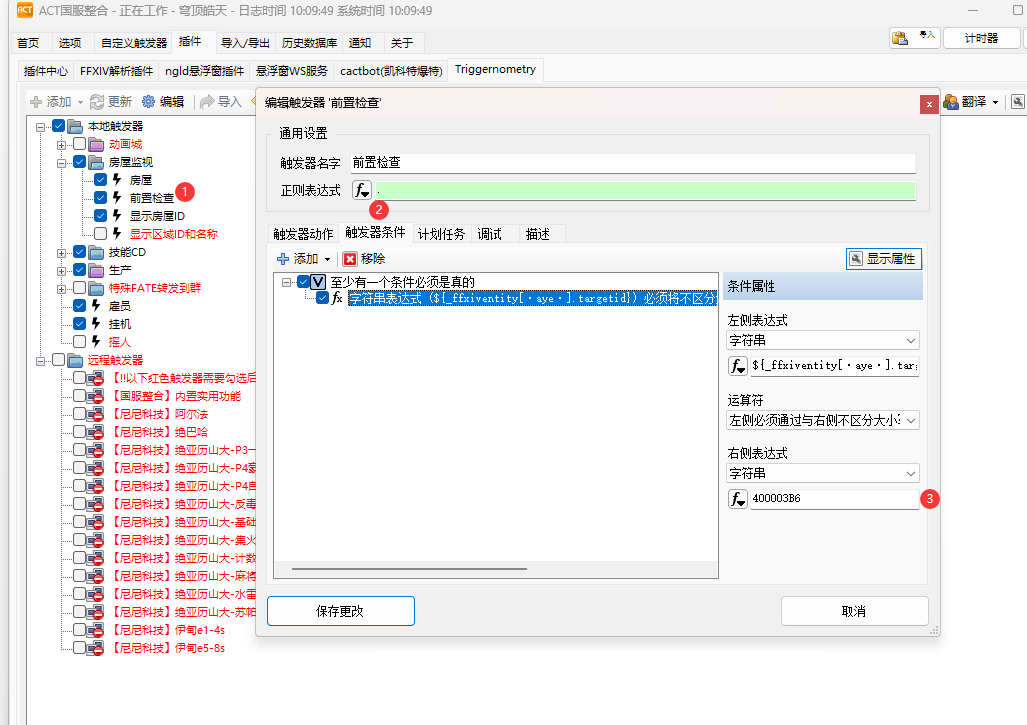 ACT国服整合 - 正在工作 - 穹顶皓天 - 日志时间 10:09:49 系统时间 10:09:49
首页 选项 自定义触发器 插件 导入/导出 历史数据库 通知 关于
导入 计时器
插件中心 FFXIV解析插件 ngld悬浮窗插件 悬浮窗WS服务 cactbot(凯科特爆特) Triggernometry
添加 更新 编辑 导入 翻译
本地触发器
动画城
房屋监视
房屋
前置检查 1
显示房屋ID
显示区域ID和名称
技能CD
生产
特殊FATE转发到群
雇员
挂机
挥人
远程触发器
【!!以下红色触发器需要勾选后
【国服整合】内置实用功能
【尼尼科技】阿尔法
【尼尼科技】绝巴哈
【尼尼科技】绝亚历山大-P3一
【尼尼科技】绝亚历山大-P4
【尼尼科技】绝亚历山大-P4自
【尼尼科技】绝亚历山大-反毒
【尼尼科技】绝亚历山大-基础
【尼尼科技】绝亚历山大-集火
【尼尼科技】绝亚历山大-计数
【尼尼科技】绝亚历山大-麻将
【尼尼科技】绝亚历山大-水雷
【尼尼科技】绝亚历山大-苏帕
【尼尼科技】伊甸e1-4s
【尼尼科技】伊甸e5-8s
编辑触发器 '前置检查'
通用设置
触发器名字 前置检查
正则表达式 .
2
触发器动作 触发器条件 计划任务 调试 描述
添加 移除 显示属性
至少有一个条件必须是真的
字符串表达式 (${_ffxiventity[·aye·].targetid}) 必须将不区分
条件属性
左侧表达式
字符串
${_ffxiventity[·aye·].targ
运算符
左侧必须通过与右侧不区分大小
右侧表达式
字符串
400003B6 3
保存更改 取消